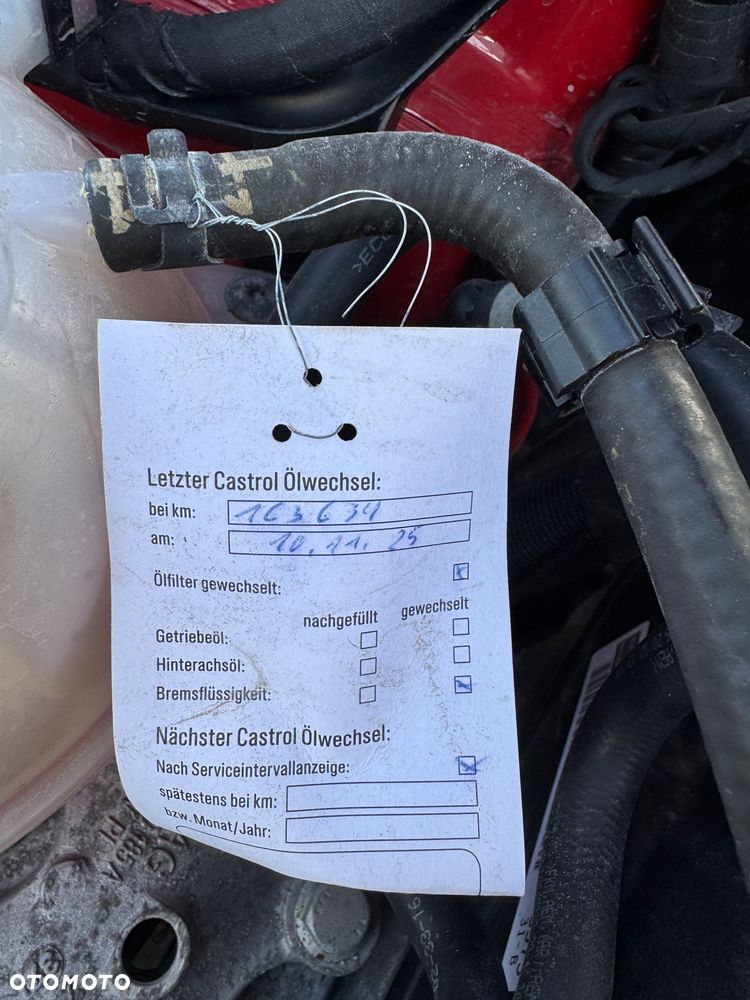 >ECC
Letzter Castrol Ölwechsel:
bei km: 163634
am: 10.11.25
Ölfilter gewechselt:
nachgefüllt gewechselt
Getriebeöl:
Hinterachsöl:
Bremsflüssigkeit:
Nächster Castrol Ölwechsel:
Nach Serviceintervallanzeige:
spätestens bei km:
bzw. Monat/Jahr:
OTOMOTO